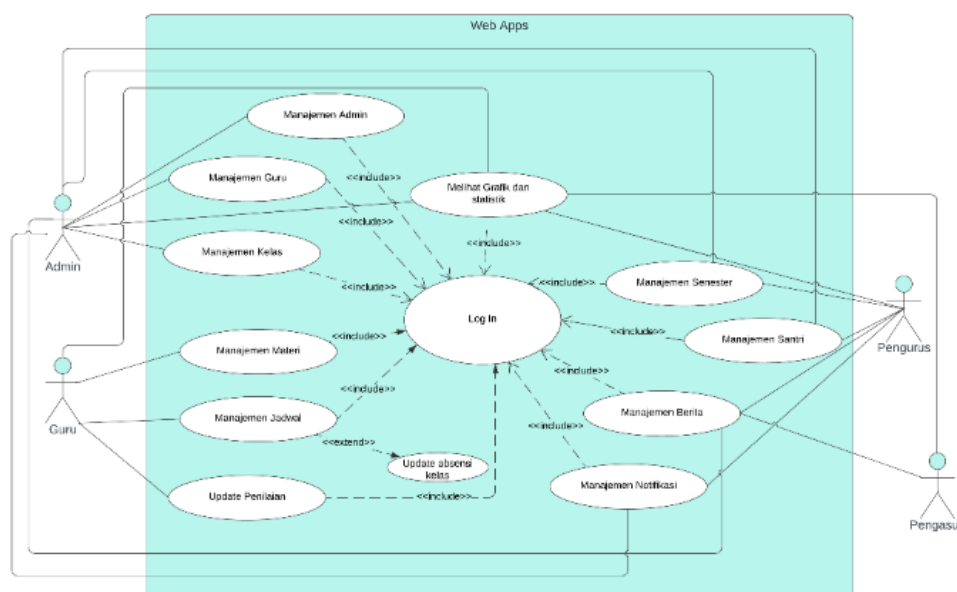 Web Apps
Manajemen Admin
<<include>>
Manajemen Guru
Melihat Grafik dan
statistik
<<include>>
Admin
Manajemen Kelas
<<include>>
<<include>>
Manajemen Senester
<<include>>
Log In
<<include>>
Manajemen Santri
Pengurus
Manajemen Materi
<<include>>
<<include>>
<<include>>
Guru
Manajemen Jadwal
Manajemen Berita
<<include>>
<<extend>>
Update absensi
kelas
Manajemen Notifikasi
Update Penilaian
<<include>>
Pengasu